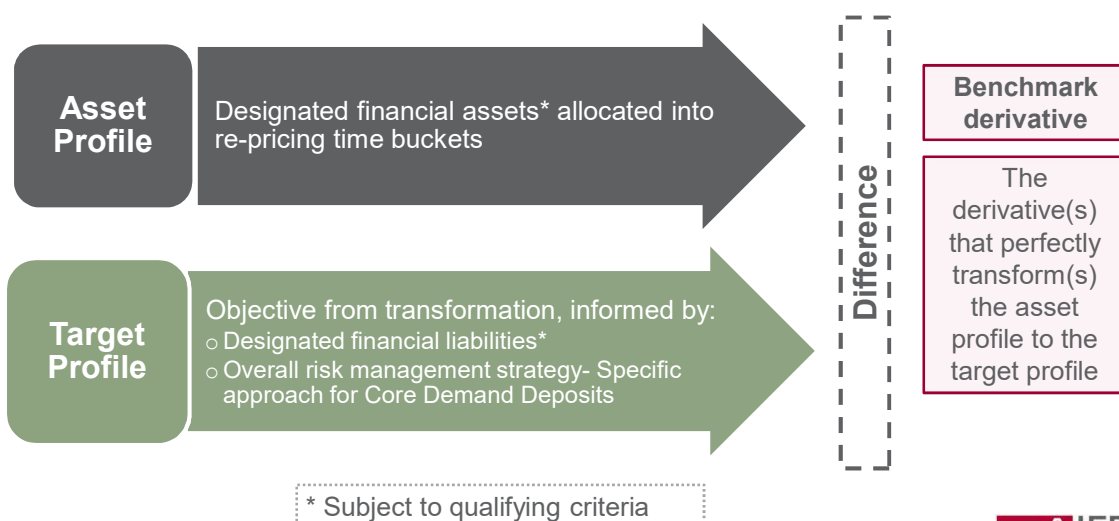 Asset
Profile
Designated financial assets* allocated into
re-pricing time buckets
Target
Profile
Objective from transformation, informed by:
○ Designated financial liabilities*
○ Overall risk management strategy- Specific
approach for Core Demand Deposits
Difference
Benchmark
derivative
The
derivative(s)
that perfectly
transform(s)
the asset
profile to the
target profile
* Subject to qualifying criteria